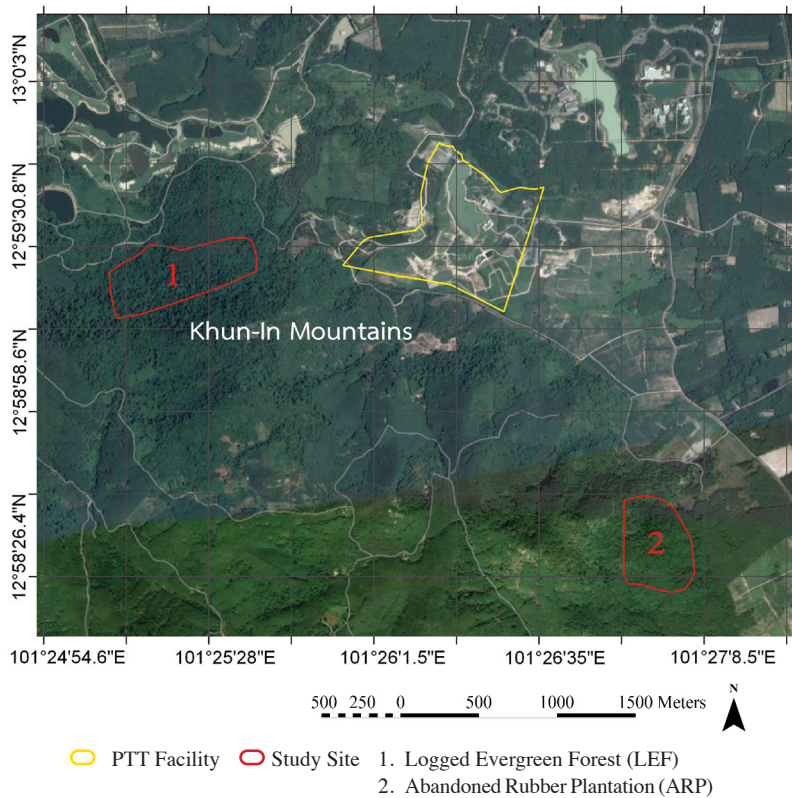 13°0'3"N
12°59'30.8"N
12°58'58.6"N
12°58'26.4"N
1
Khun-In Mountains
2
101°24'54.6"E 101°25'28"E 101°26'1.5"E 101°26'35"E 101°27'8.5"E
500 250 0 500 1000 1500 Meters
N
PTT Facility Study Site 1. Logged Evergreen Forest (LEF)
2. Abandoned Rubber Plantation (ARP)